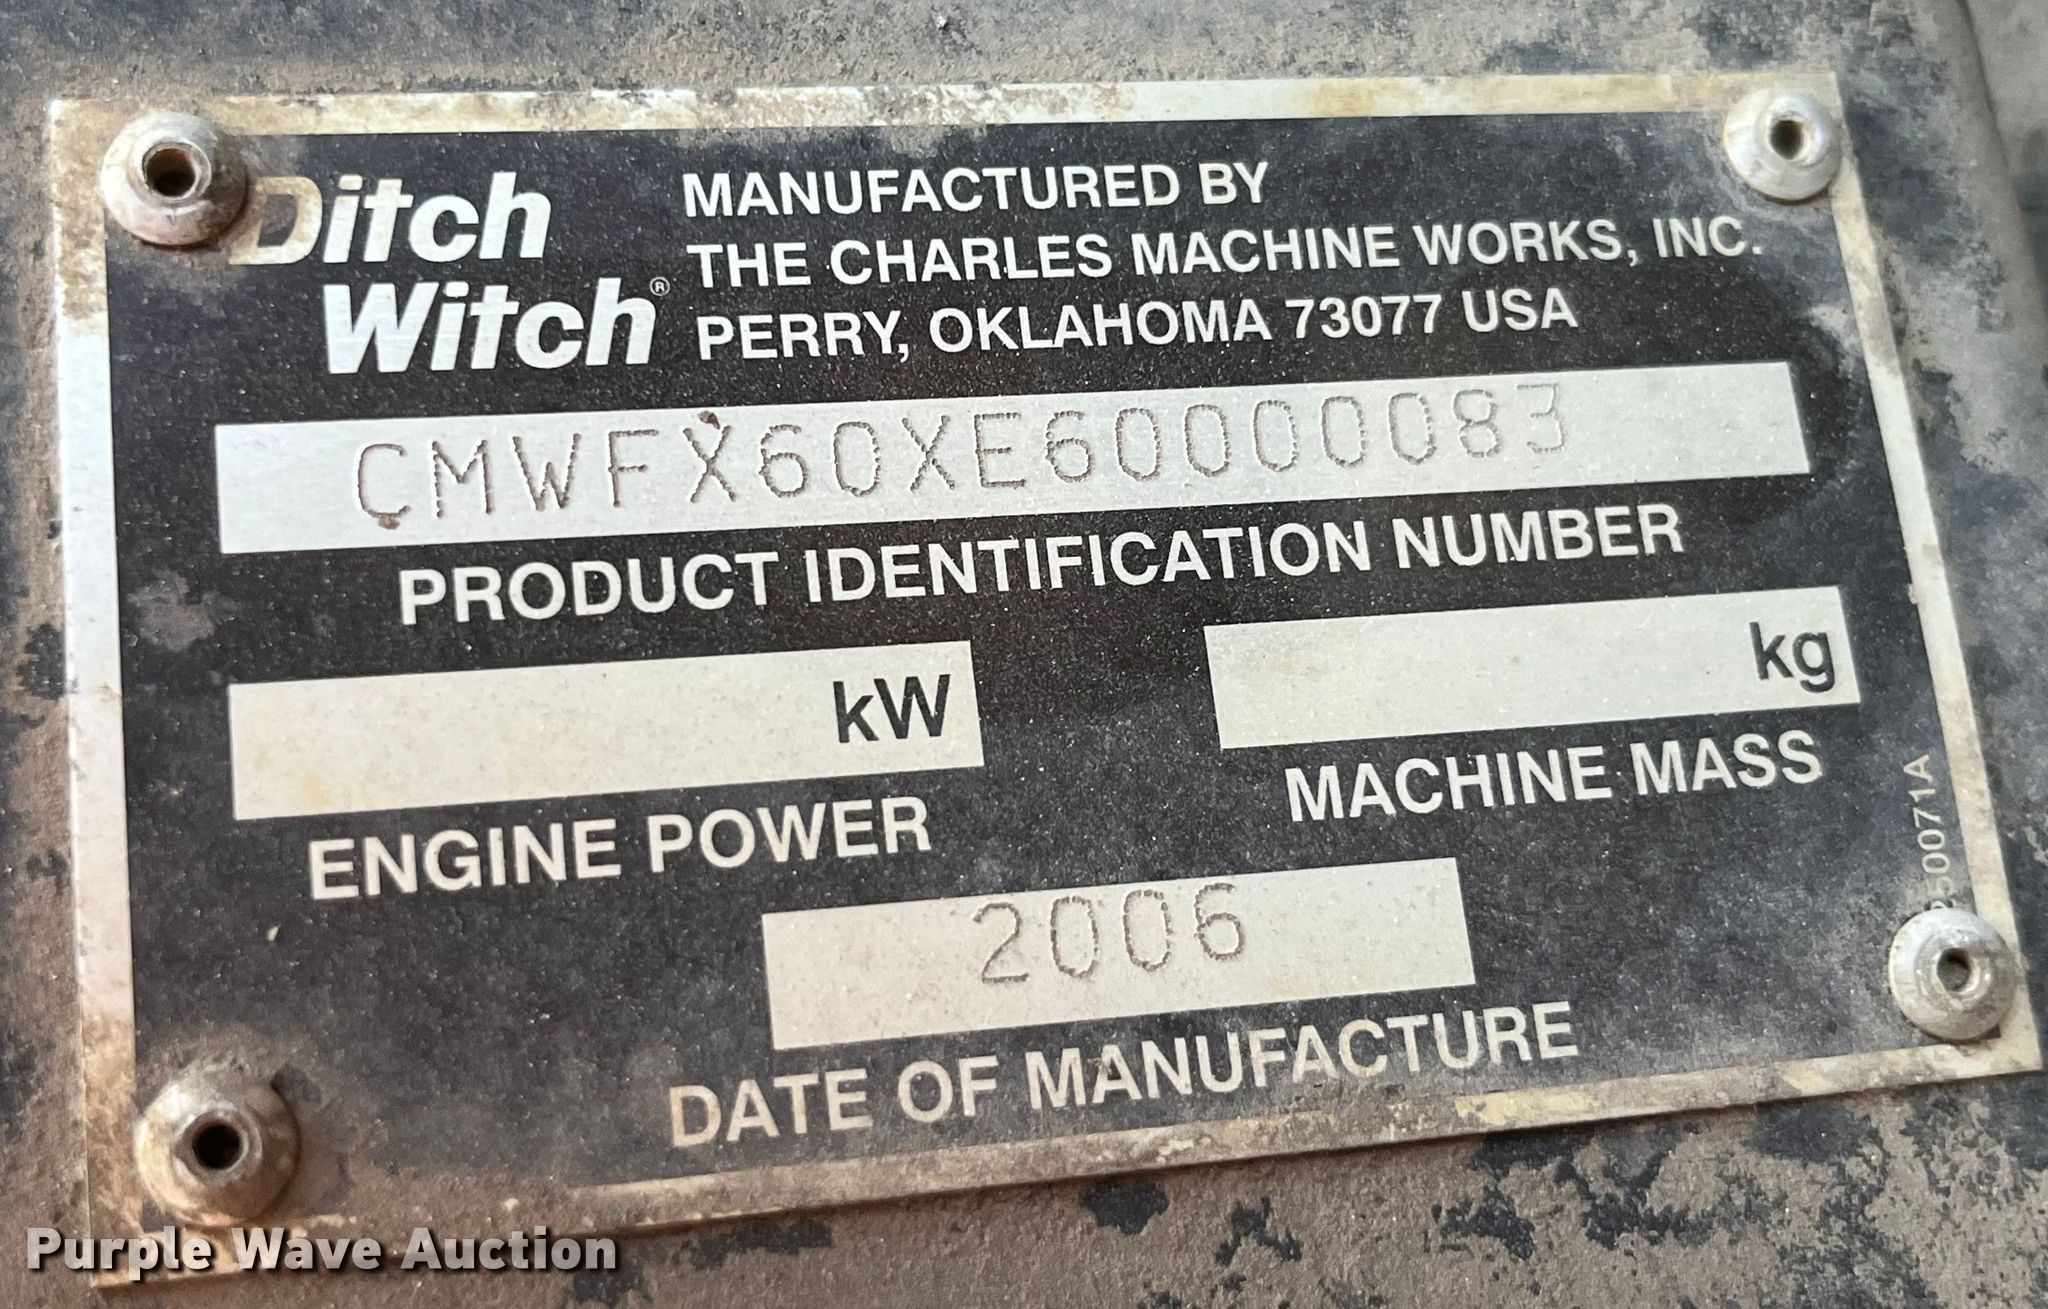 Ditch
Witch®
MANUFACTURED BY
THE CHARLES MACHINE WORKS, INC.
PERRY, OKLAHOMA 73077 USA
CMWFX60XE60000083
PRODUCT IDENTIFICATION NUMBER
kW
ENGINE POWER
kg
MACHINE MASS
2006
DATE OF MANUFACTURE
Purple Wave Auction